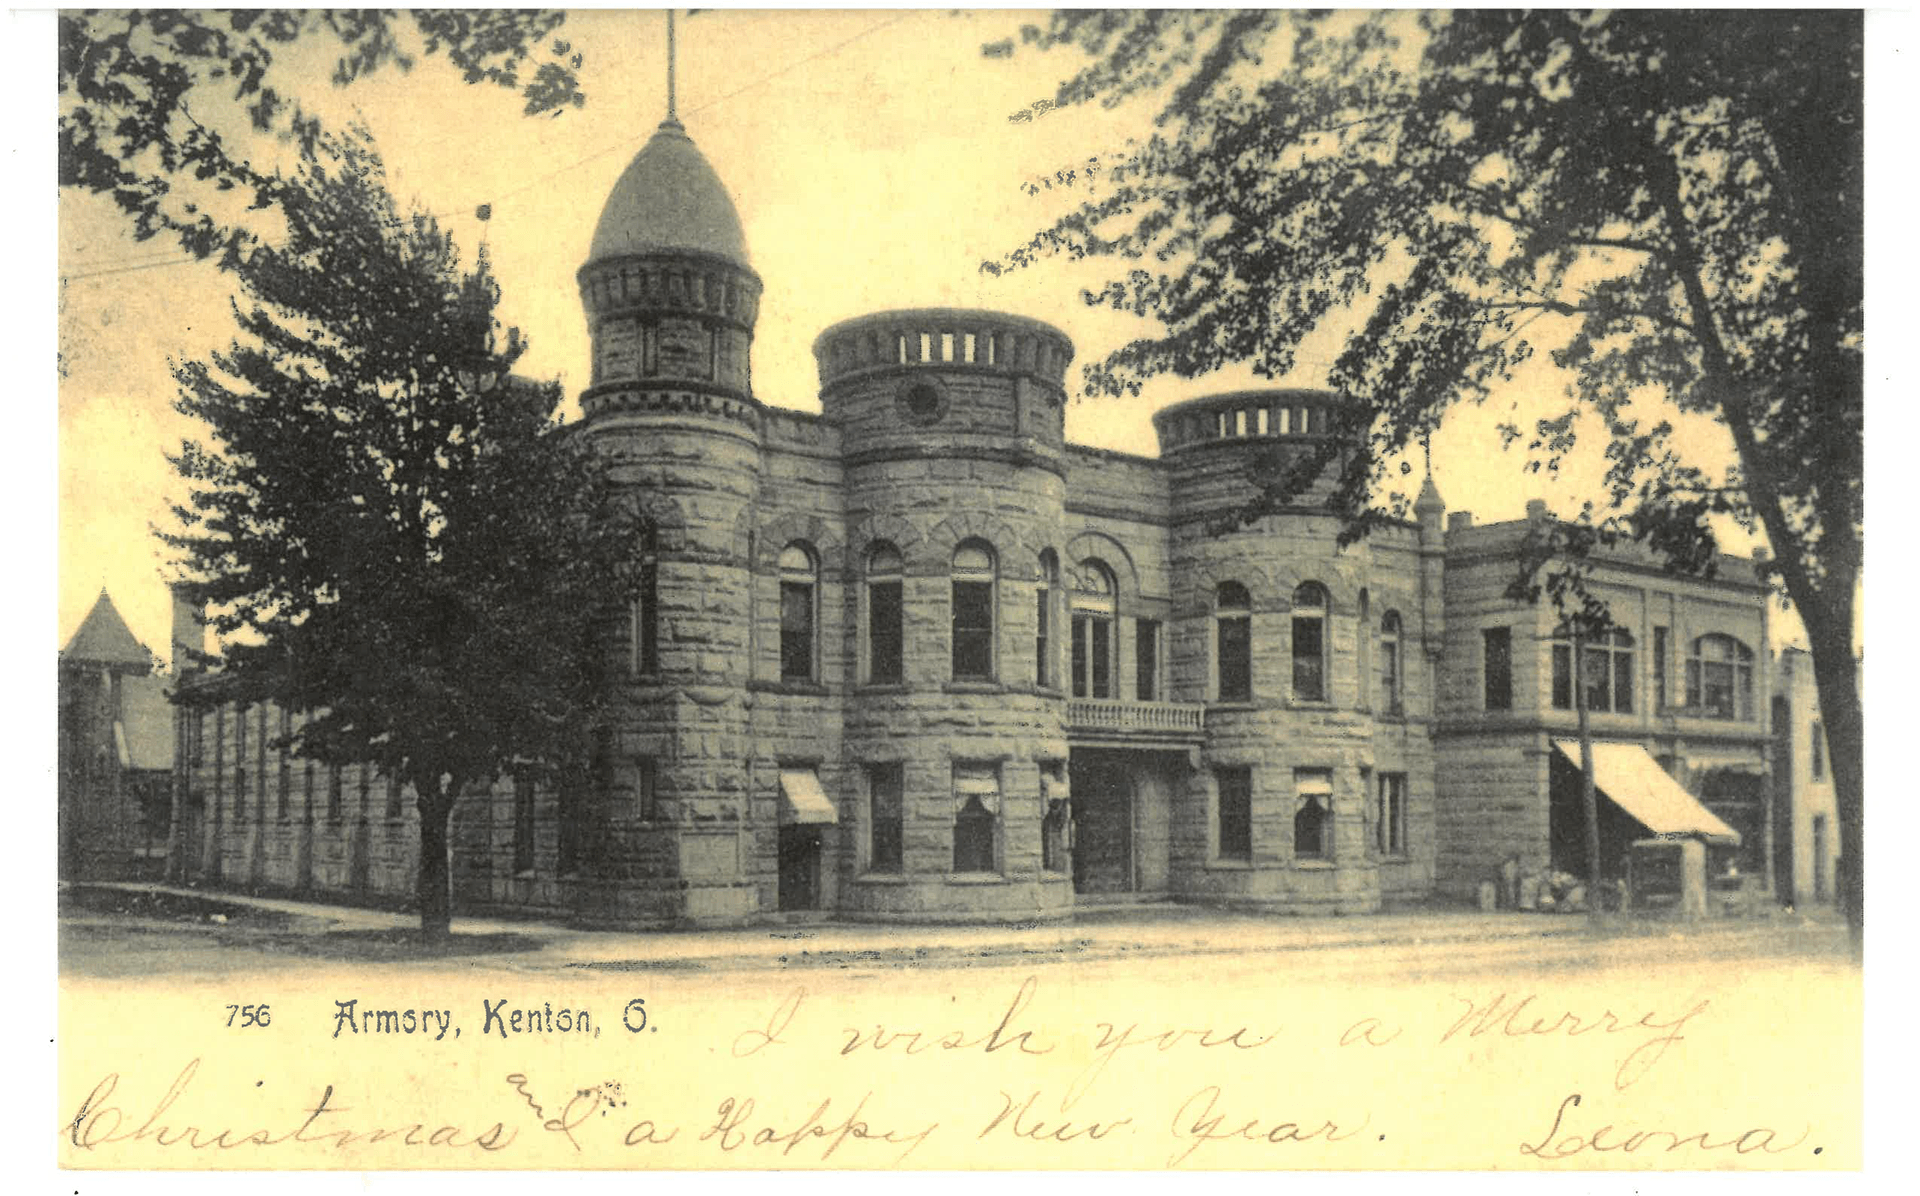 756 Armory, Kenton, O.
I wish you a Merry
Christmas and a Happy New Year. Leona.